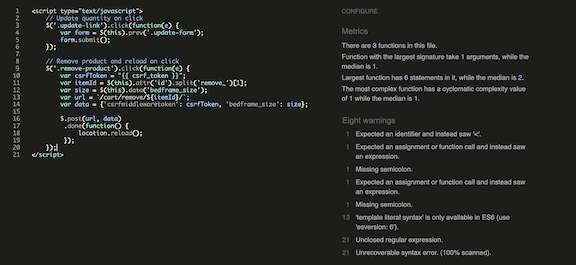 1 <script type="text/javascript">
2 // Update quantity on click
3 $('.update-link').click(function(e) {
4 var form = $(this).prev('.update-form');
5 form.submit();
6 });
7
8 // Remove product and reload on click
9 $('.remove-product').click(function(e) {
10 var csrfToken = "{{ csrf_token }}";
11 var itemId = $(this).attr('id').split('remove_')[1];
12 var size = $(this).data('bedframe_size');
13 var url = `/cart/remove/${itemId}/`;
14 var data = {'csrfmiddlewaretoken': csrfToken, 'bedframe_size': size};
15
16 $.post(url, data)
17 .done(function() {
18 location.reload();
19 });
20 });
21 </script>
CONFIGURE
Metrics
There are 3 functions in this file.
Function with the largest signature take 1 arguments, while the
median is 1.
Largest function has 6 statements in it, while the median is 2.
The most complex function has a cyclomatic complexity value
of 1 while the median is 1.
Eight warnings
1 Expected an identifier and instead saw '<'.
1 Expected an assignment or function call and instead saw
an expression.
1 Missing semicolon.
1 Expected an assignment or function call and instead saw
an expression.
1 Missing semicolon.
13 'template literal syntax' is only available in ES6 (use
'esversion: 6').
21 Unclosed regular expression.
21 Unrecoverable syntax error. (100% scanned).